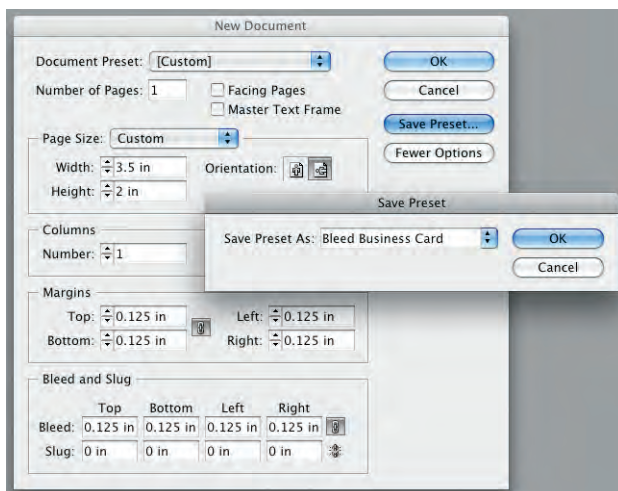 New Document
Document Preset: [Custom] OK
Number of Pages: 1 Facing Pages Cancel
Master Text Frame
Save Preset...
Page Size: Custom
Fewer Options
Width: 3.5 in Orientation:
Height: 2 in
Save Preset
Columns
Save Preset As: Bleed Business Card OK
Number: 1
Cancel
Margins
Top: 0.125 in Left: 0.125 in
Bottom: 0.125 in Right: 0.125 in
Bleed and Slug
Top Bottom Left Right
Bleed: 0.125 in 0.125 in 0.125 in 0.125 in
Slug: 0 in 0 in 0 in 0 in